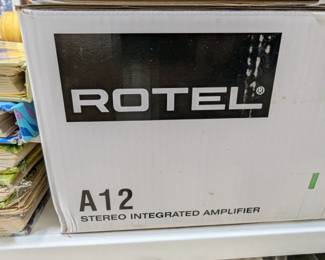 ROTEL®
A12
STEREO INTEGRATED AMPLIFIER